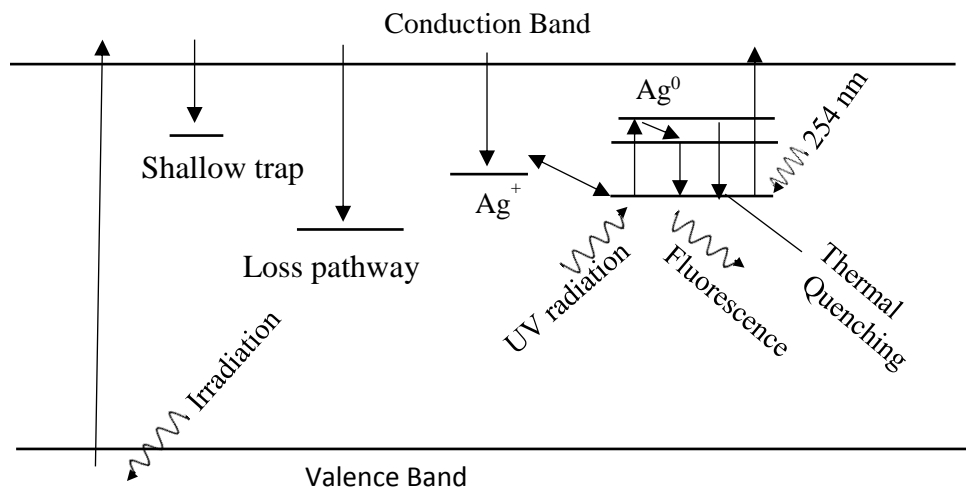 Conduction Band
Ag⁰
254 nm
Shallow trap
Ag⁺
Loss pathway
UV radiation
Fluorescence
Thermal
Quenching
Irradiation
Valence Band